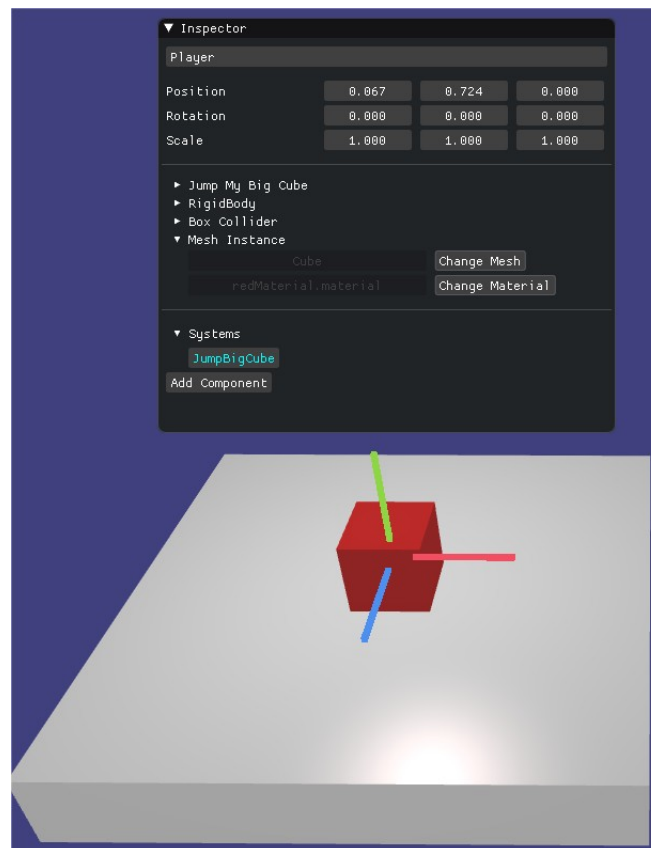 Inspector
Player
Position 0.067 0.724 0.000
Rotation 0.000 0.000 0.000
Scale 1.000 1.000 1.000
Jump My Big Cube
RigidBody
Box Collider
Mesh Instance
Cube Change Mesh
redMaterial.material Change Material
Systems
JumpBigCube
Add Component